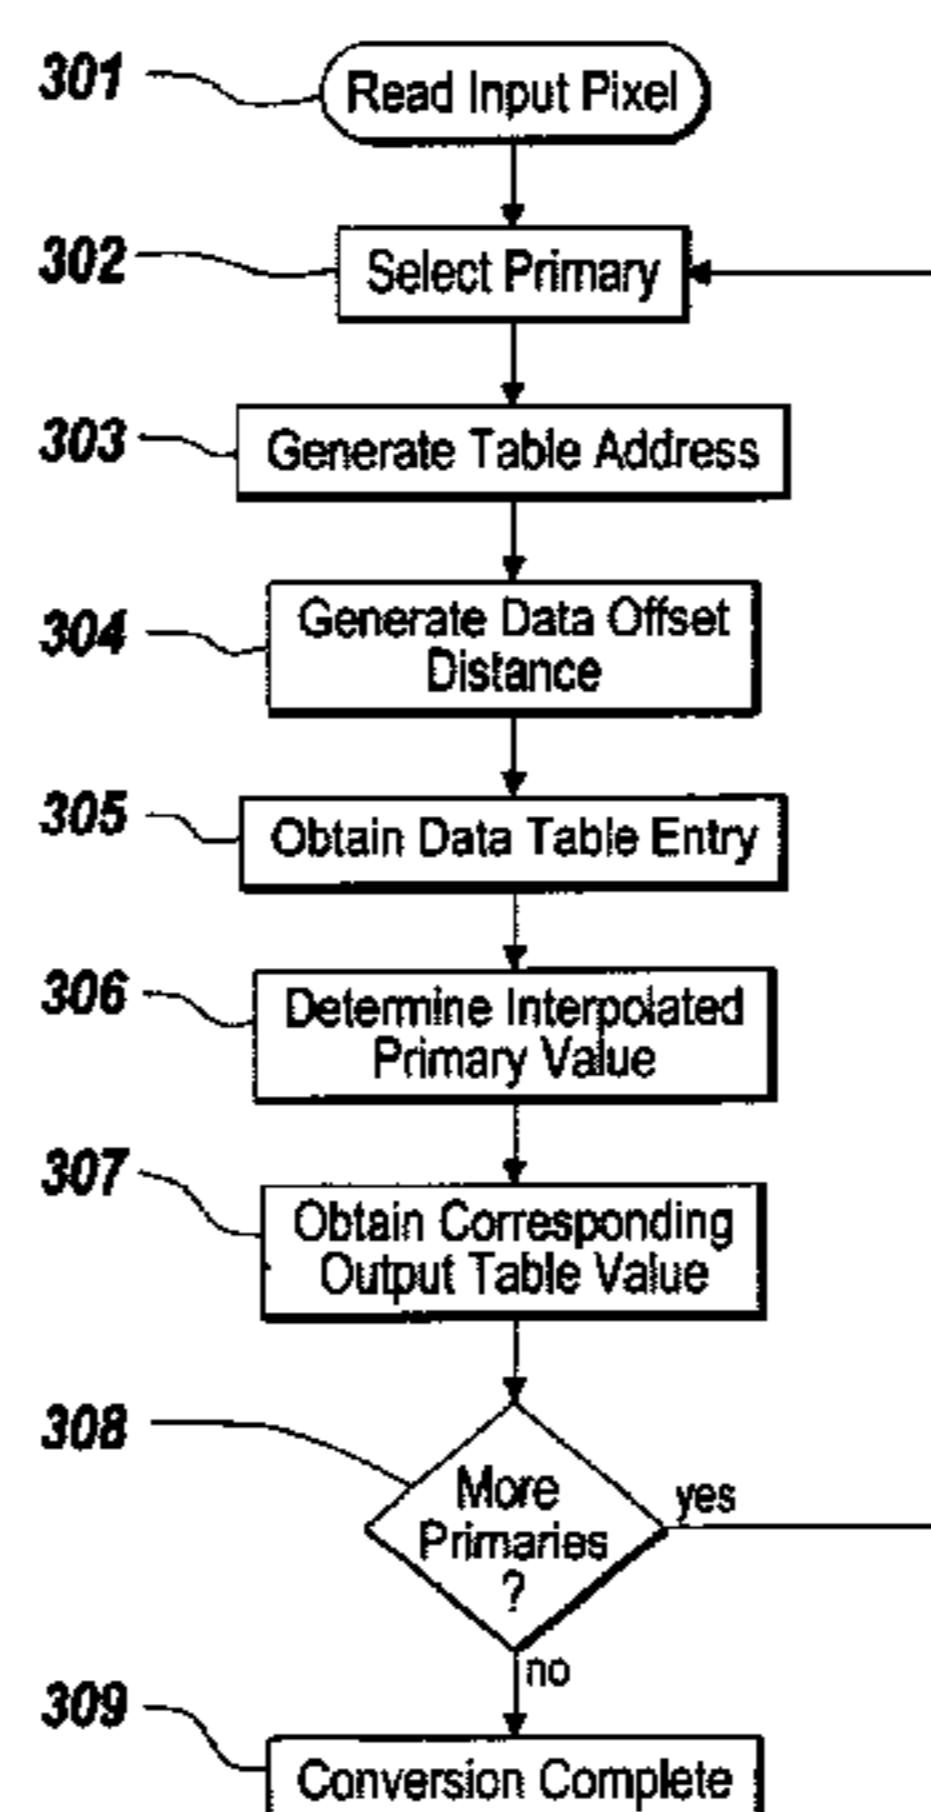 301
Read Input Pixel
302
Select Primary
303
Generate Table Address
304
Generate Data Offset
Distance
305
Obtain Data Table Entry
306
Determine Interpolated
Primary Value
307
Obtain Corresponding
Output Table Value
308
More
Primaries
?
yes
no
309
Conversion Complete